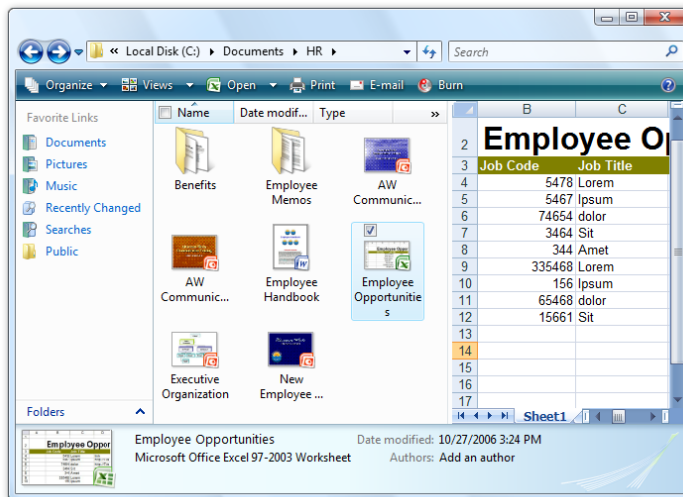 « Local Disk (C:) Documents HR
Search
Organize Views Open Print E-mail Burn
Favorite Links
Documents
Pictures
Music
Recently Changed
Searches
Public
Folders
Name Date modif... Type »
Benefits
Employee
Memos
AW
Communic...
AW
Communic...
Employee
Handbook
Employee
Opportunitie
s
Executive
Organization
New
Employee ...
B C
2 Employee Op
3 Job Code Job Title
4 5478 Lorem
5 5467 Ipsum
6 74654 dolor
7 3464 Sit
8 344 Amet
9 335468 Lorem
10 156 Ipsum
11 65468 dolor
12 15661 Sit
13
14
15
16
17
Sheet1
Employee Oppor
Employee Opportunities Date modified: 10/27/2006 3:24 PM
Microsoft Office Excel 97-2003 Worksheet Authors: Add an author